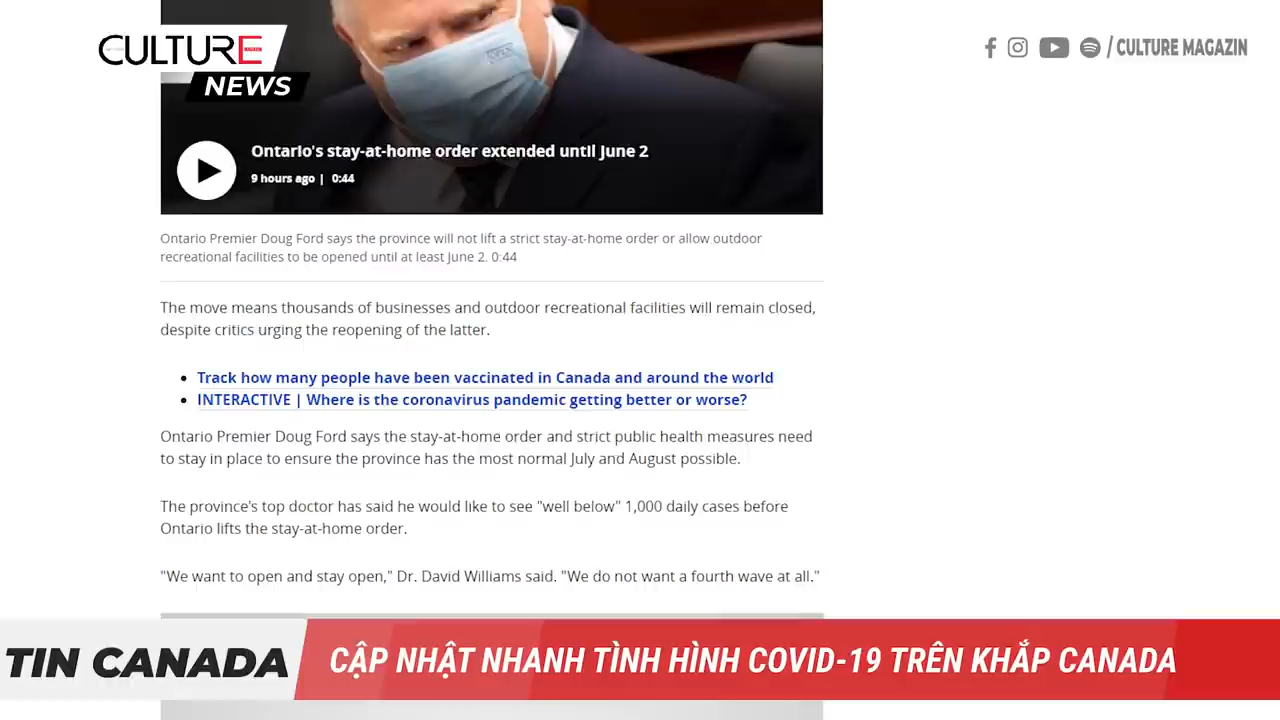 CULTURE
NEWS
/ CULTURE MAGAZIN
Ontario's stay-at-home order extended until June 2
9 hours ago | 0:44
Ontario Premier Doug Ford says the province will not lift a strict stay-at-home order or allow outdoor
recreational facilities to be opened until at least June 2. 0:44
The move means thousands of businesses and outdoor recreational facilities will remain closed,
despite critics urging the reopening of the latter.
• Track how many people have been vaccinated in Canada and around the world
• INTERACTIVE | Where is the coronavirus pandemic getting better or worse?
Ontario Premier Doug Ford says the stay-at-home order and strict public health measures need
to stay in place to ensure the province has the most normal July and August possible.
The province's top doctor has said he would like to see "well below" 1,000 daily cases before
Ontario lifts the stay-at-home order.
"We want to open and stay open," Dr. David Williams said. "We do not want a fourth wave at all."
TIN CANADA
CẬP NHẬT NHANH TÌNH HÌNH COVID-19 TRÊN KHẮP CANADA